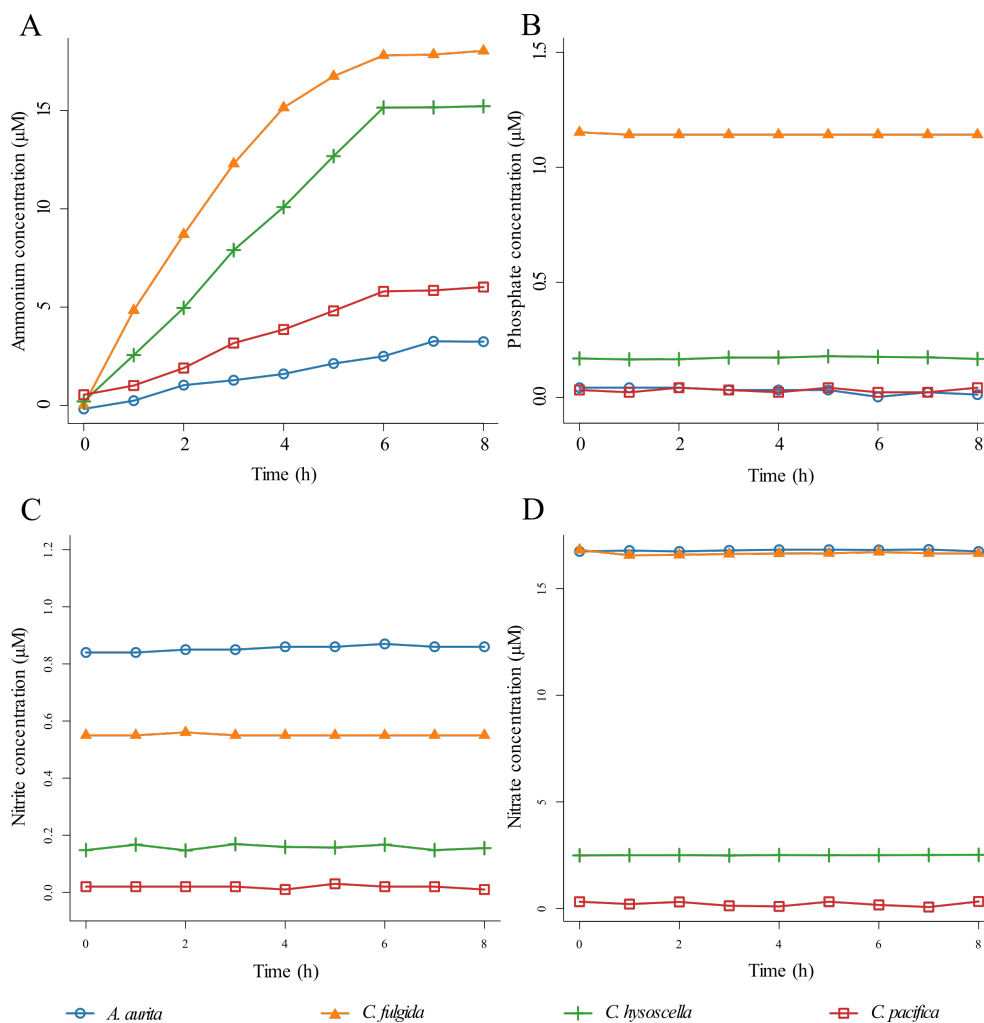 A
B
Ammonium concentration (μM)
0
5
10
15
0
2
4
6
8
Time (h)
Phosphate concentration (μM)
0.0
0.5
1.0
1.5
0
2
4
6
8
Time (h)
C
D
Nitrite concentration (μM)
0.0
0.2
0.4
0.6
0.8
1.0
1.2
0
2
4
6
8
Time (h)
Nitrate concentration (μM)
0
5
10
15
0
2
4
6
8
Time (h)
A. aurita
C. fulgida
C. hysoscella
C. pacifica